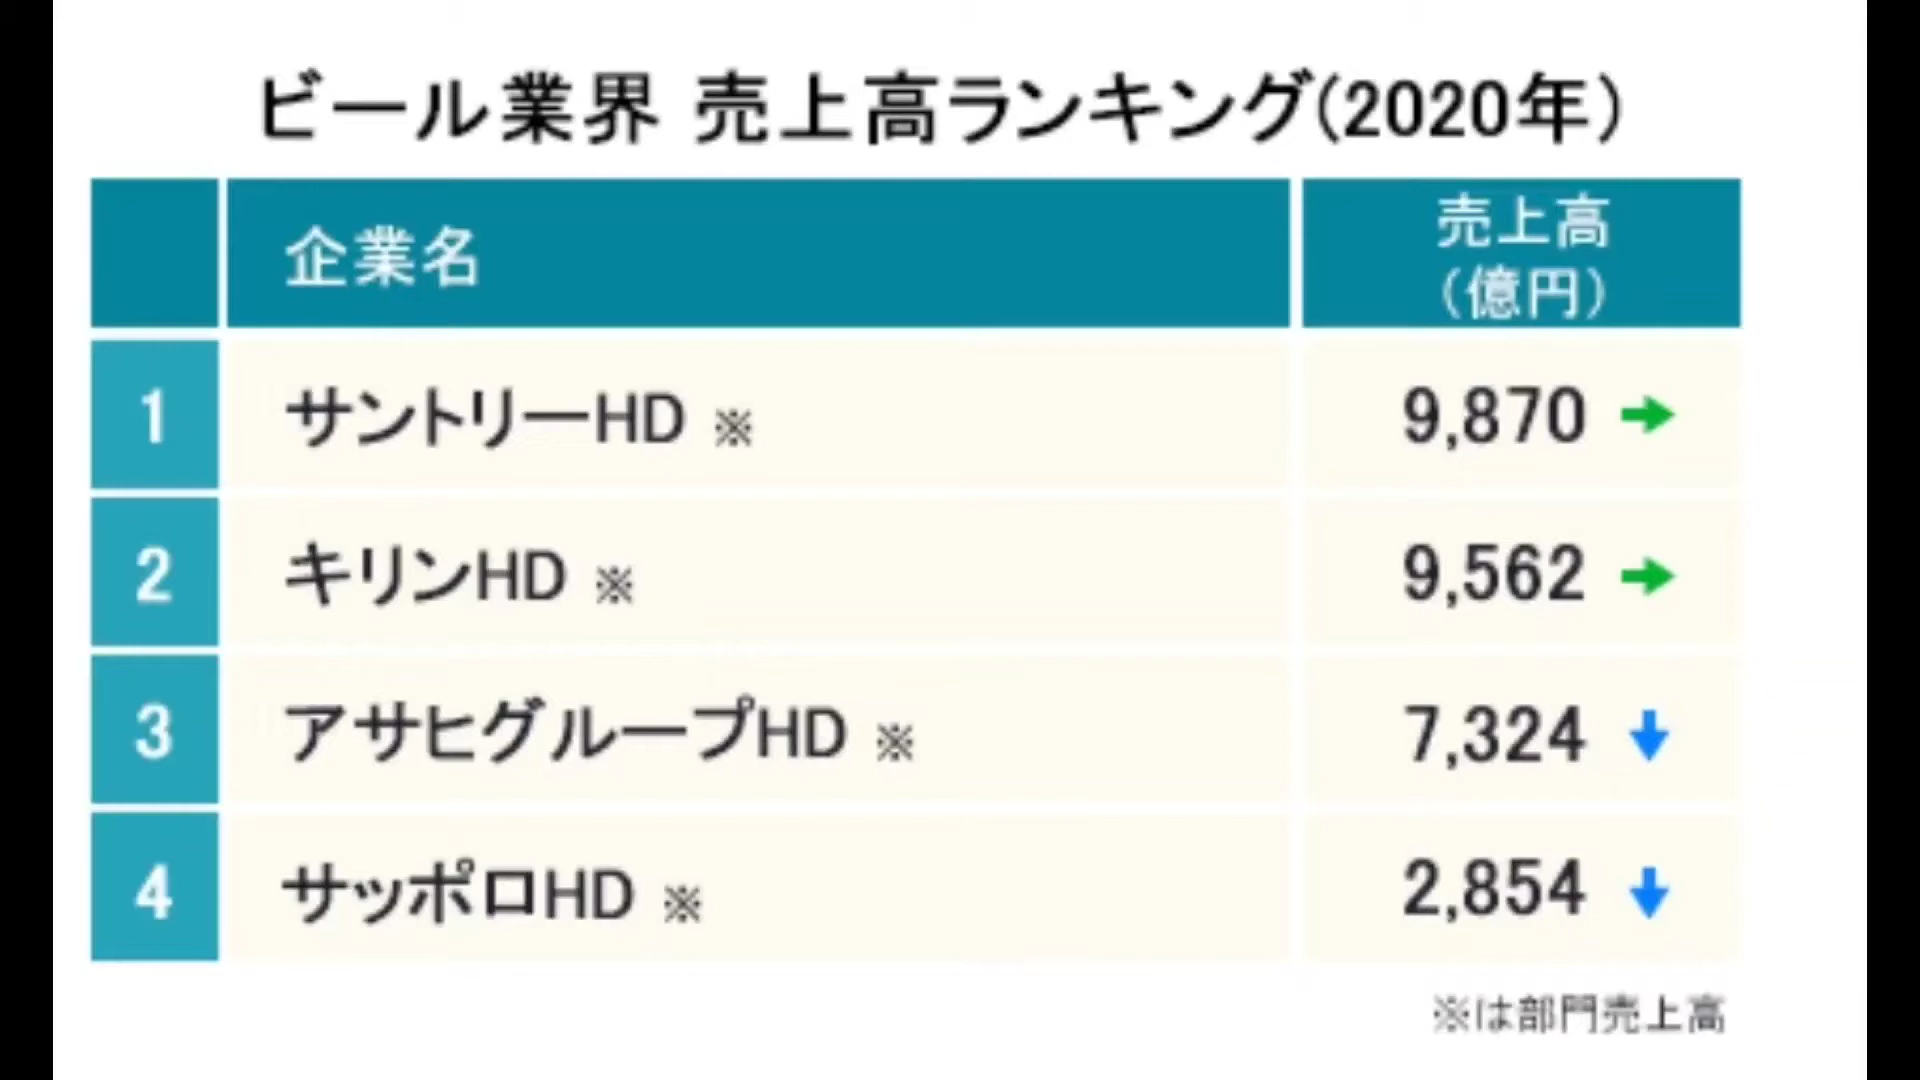 ビール業界 売上高ランキング(2020年)
企業名
売上高
(億円)
1 サントリーHD ※ 9,870 →
2 キリンHD ※ 9,562 →
3 アサヒグループHD ※ 7,324 ↓
4 サッポロHD ※ 2,854 ↓
※は部門売上高